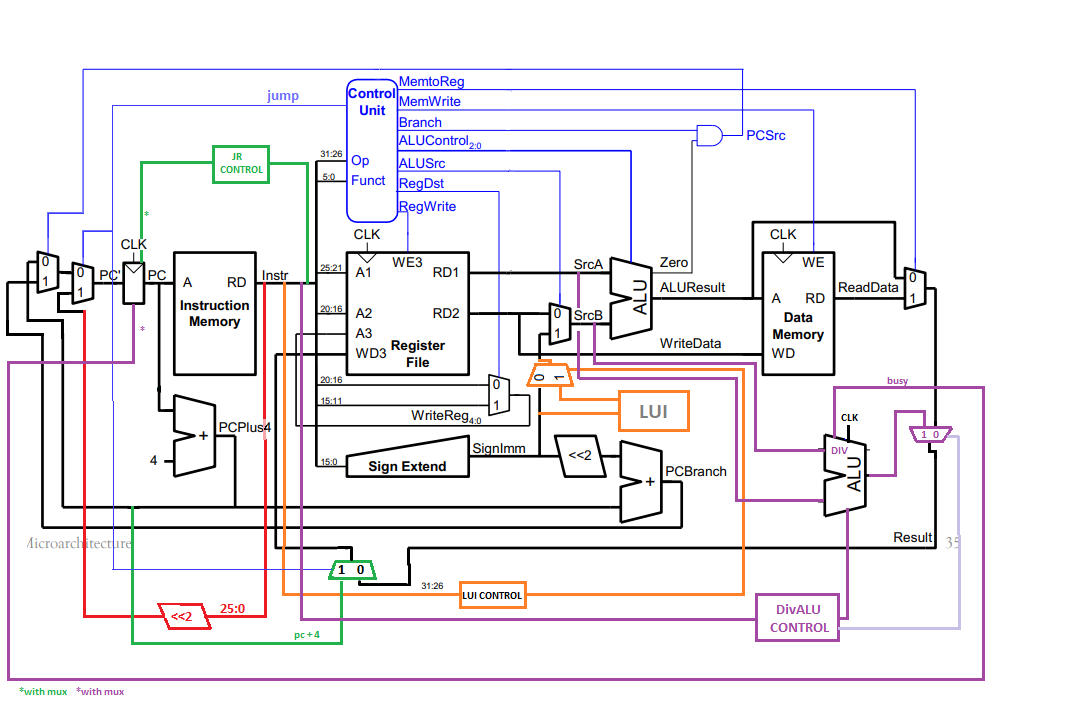 MemtoReg
Control
Unit
jump
MemWrite
Branch
PCSrc
ALUControl2:0
JR
CONTROL
31:26
Op
ALUSrc
5:0
Funct
RegDst
RegWrite
*
CLK
CLK
CLK
0
1
0
1
PC'
PC
A
RD
Instr
Instruction
Memory
25:21
A1
WE3
RD1
SrcA
Zero
WE
0
1
20:16
A2
RD2
0
1
SrcB
ALU
ALUResult
A
RD
ReadData
Data
Memory
A3
WD3
Register
File
WriteData
WD
*
20:16
0
1
15:11
WriteReg4:0
0
1
LUI
busy
CLK
1 0
PCPlus4
+
4
DIV
ALU
15:0
Sign Extend
SignImm
<<2
+
PCBranch
Microarchitecture
Result
35
1 0
31:26
LUI CONTROL
<<2
25:0
pc + 4
DivALU
CONTROL
*with mux
*with mux